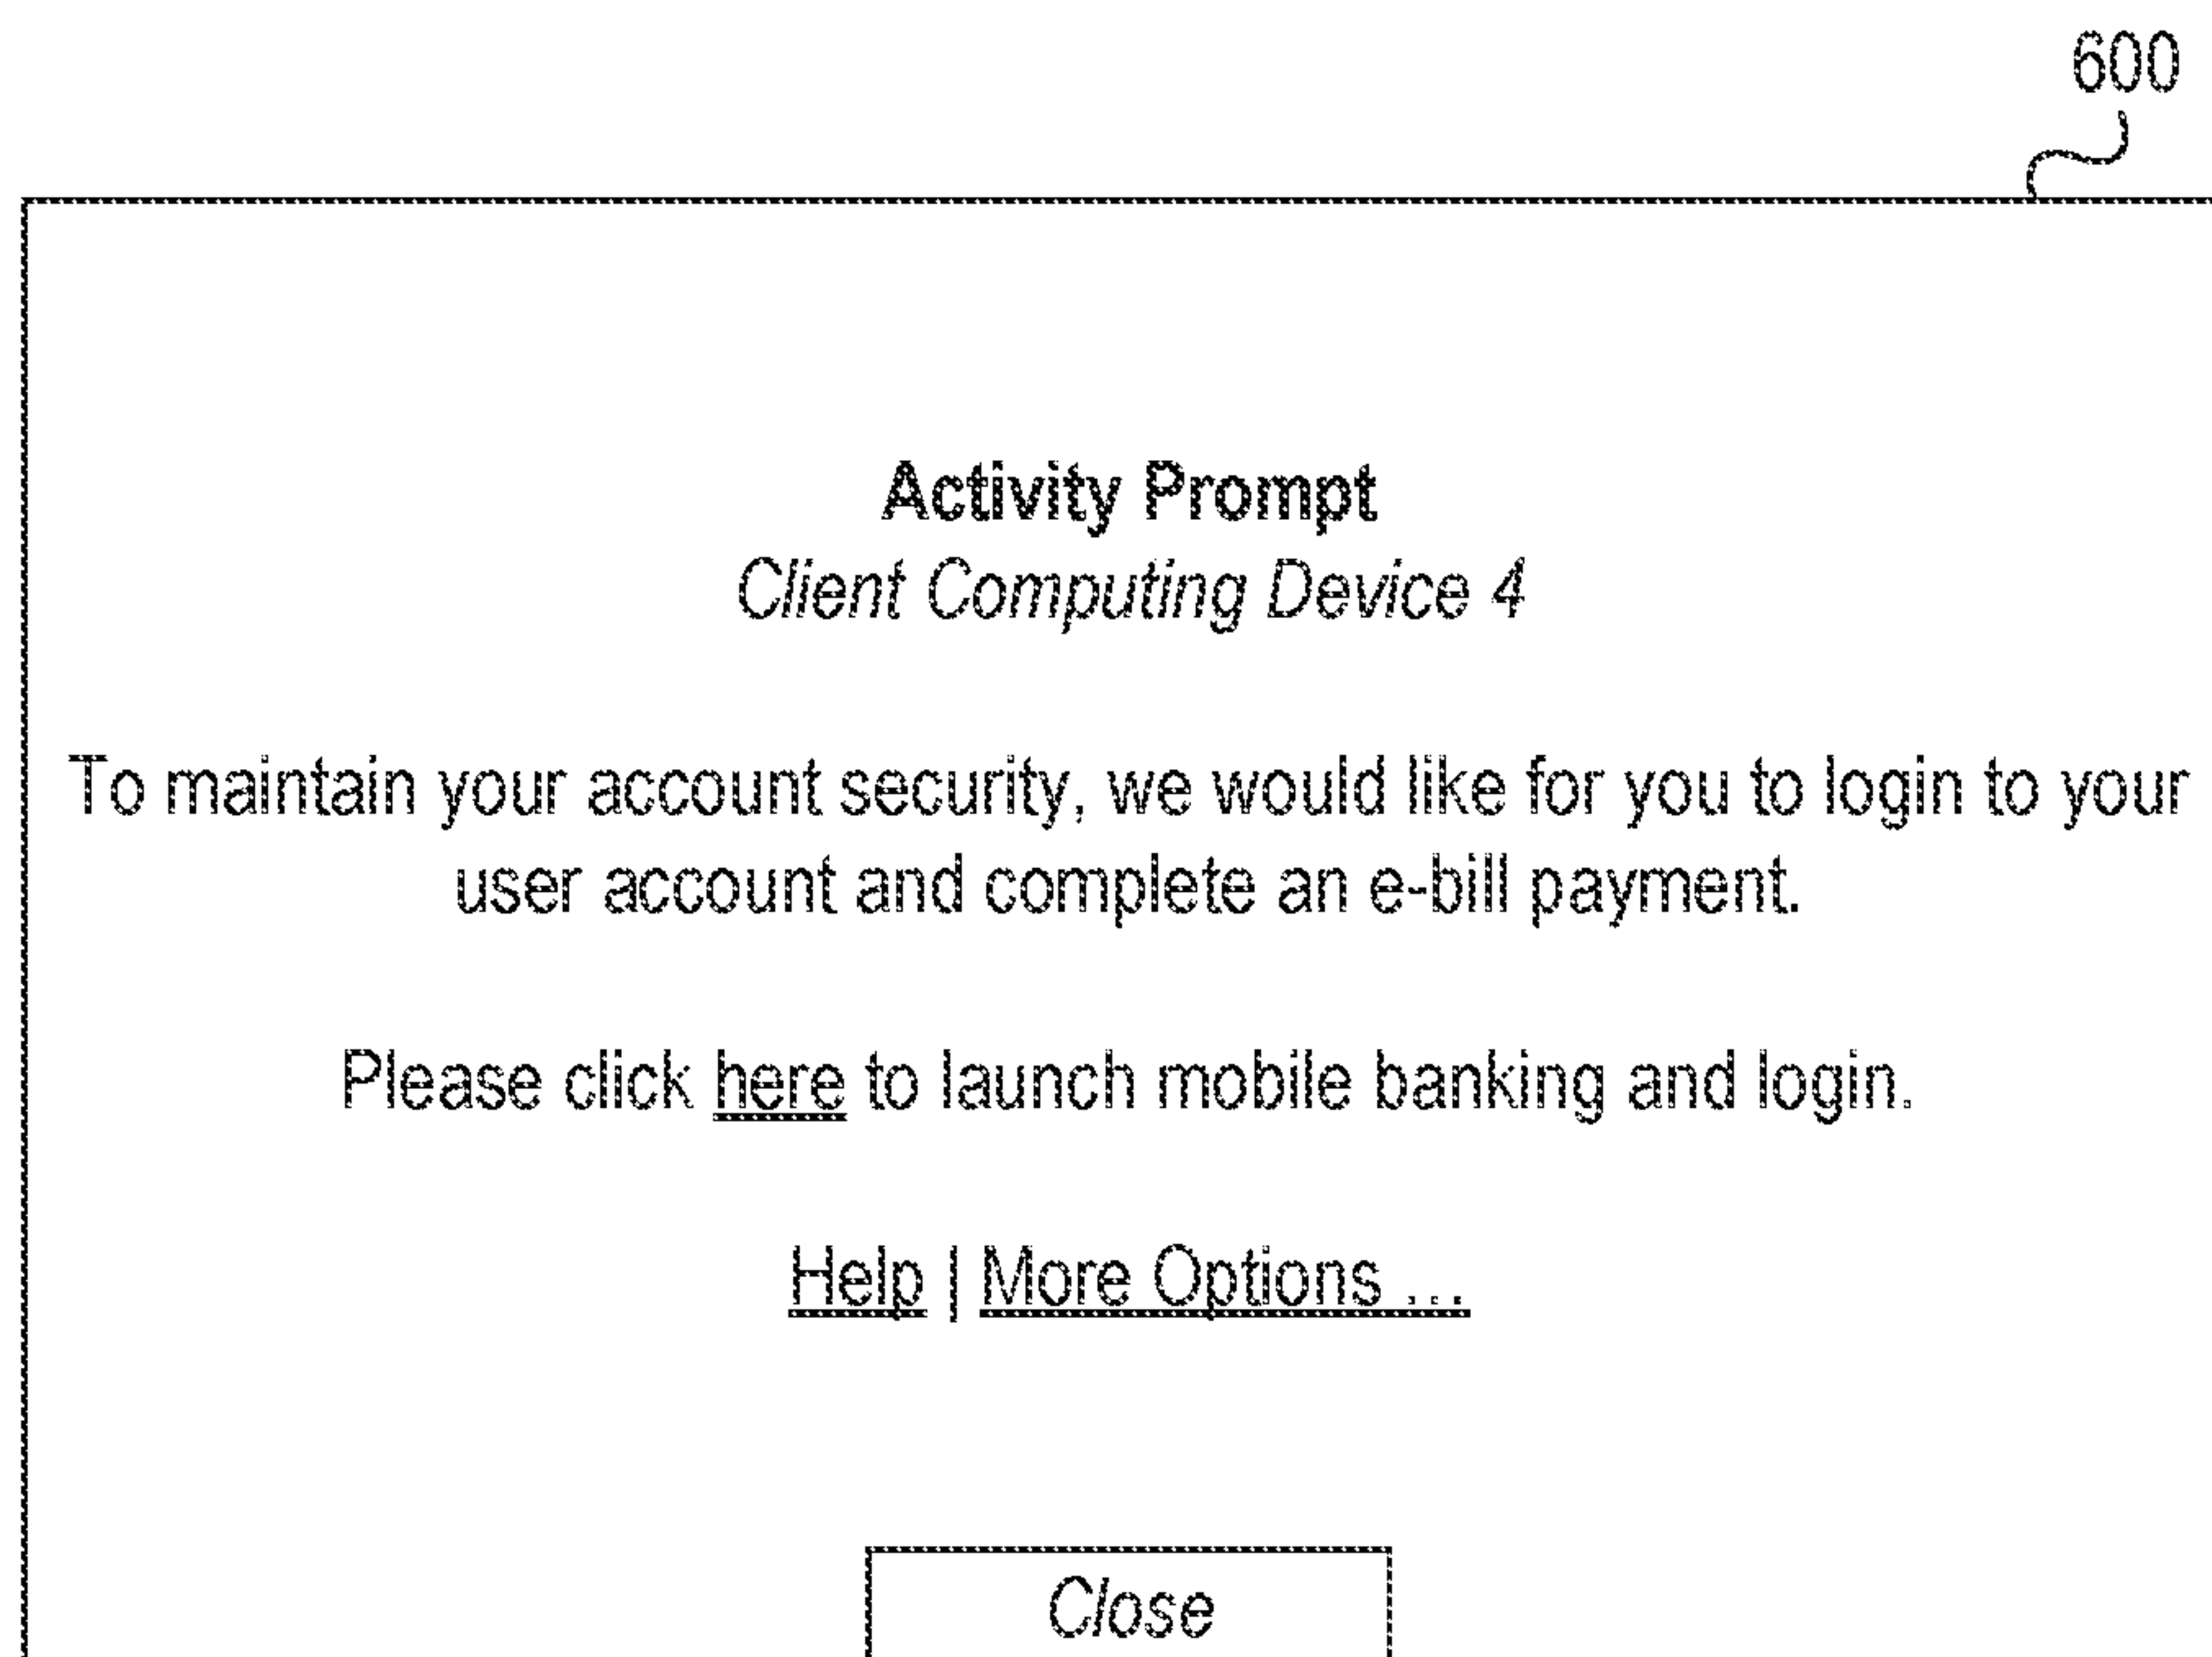 600
Activity Prompt
Client Computing Device 4
To maintain your account security, we would like for you to login to your
user account and complete an e-bill payment.
Please click here to launch mobile banking and login.
Help | More Options ...
Close